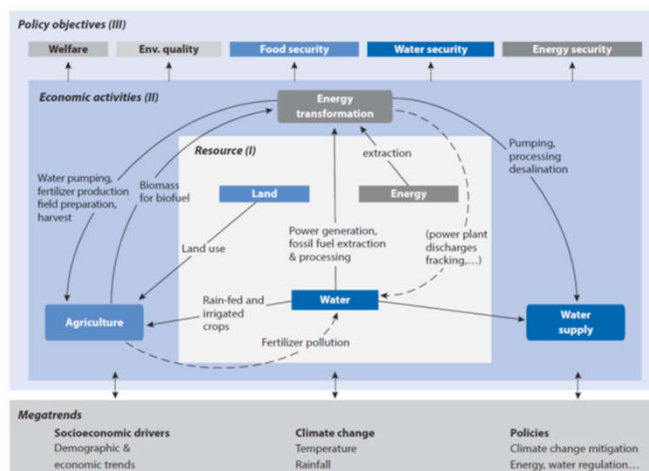 Policy objectives (III)
Welfare
Env. quality
Food security
Water security
Energy security
Economic activities (II)
Energy
transformation
Resource (I)
extraction
Pumping,
processing
desalination
Water pumping,
fertilizer production
field preparation,
harvest
Biomass
for biofuel
Land
Energy
Land use
Power generation,
fossil fuel extraction
& processing
(power plant
discharges
fracking,...)
Rain-fed and
irrigated
crops
Water
Agriculture
Water
supply
Fertilizer pollution
Megatrends
Socioeconomic drivers
Demographic &
economic trends
Climate change
Temperature
Rainfall
Policies
Climate change mitigation
Energy, water regulation...